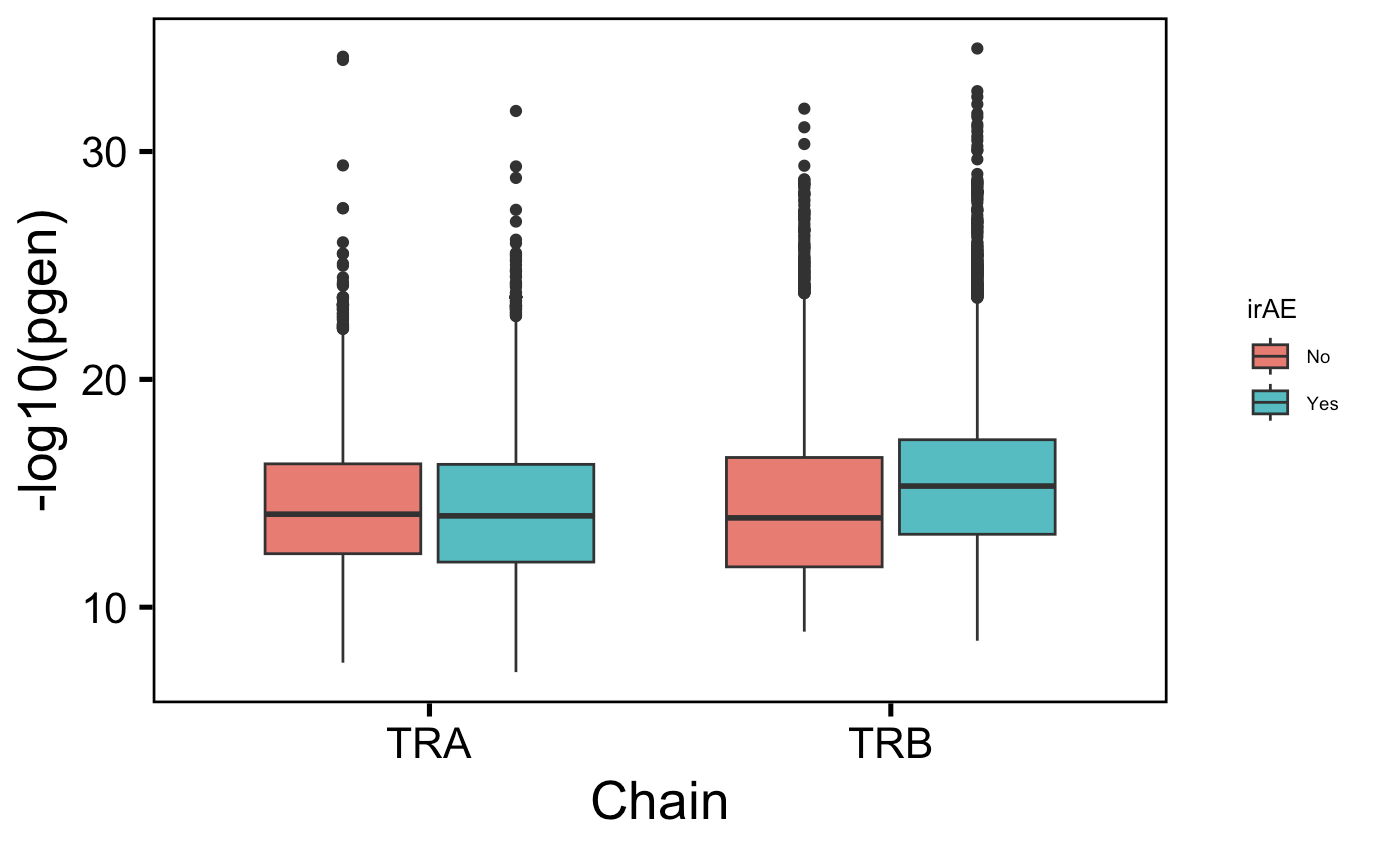 -log10(pgen)
30
20
10
TRA
TRB
Chain
irAE
No
Yes